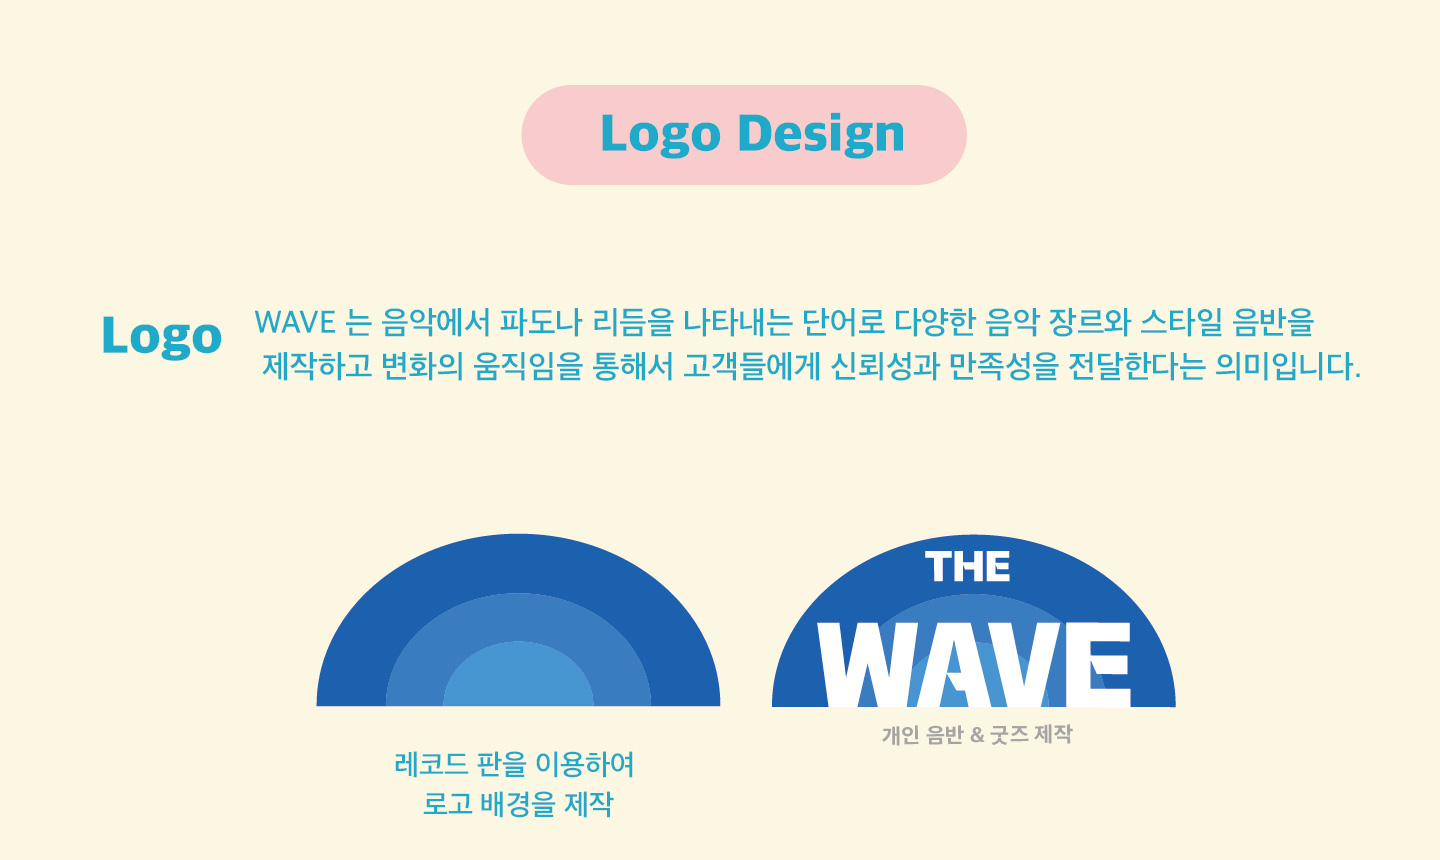 Logo Design
Logo
WAVE 는 음악에서 파도나 리듬을 나타내는 단어로 다양한 음악 장르와 스타일 음반을
제작하고 변화의 움직임을 통해서 고객들에게 신뢰성과 만족성을 전달한다는 의미입니다.
THE
WAVE
개인 음반 & 굿즈 제작
레코드 판을 이용하여
로고 배경을 제작